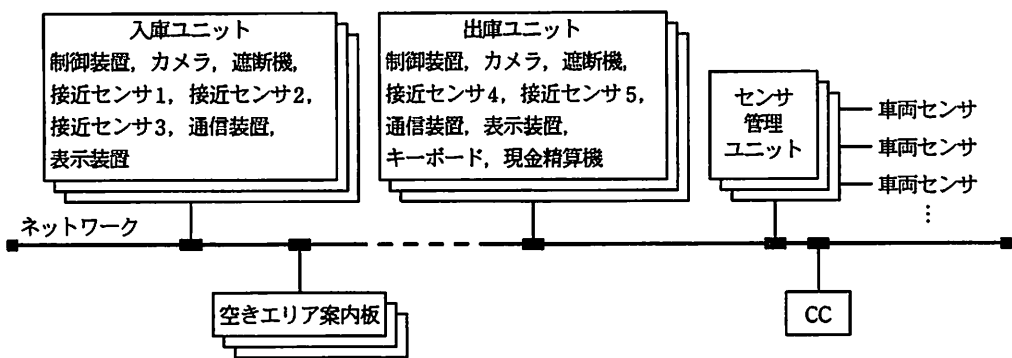 入庫ユニット
制御装置，カメラ，遮断機，
接近センサ1，接近センサ2，
接近センサ3，通信装置，
表示装置
出庫ユニット
制御装置，カメラ，遮断機，
接近センサ4，接近センサ5，
通信装置，表示装置，
キーボード，現金精算機
センサ
管理
ユニット
車両センサ
車両センサ
車両センサ
⋮
ネットワーク
空きエリア案内板
CC